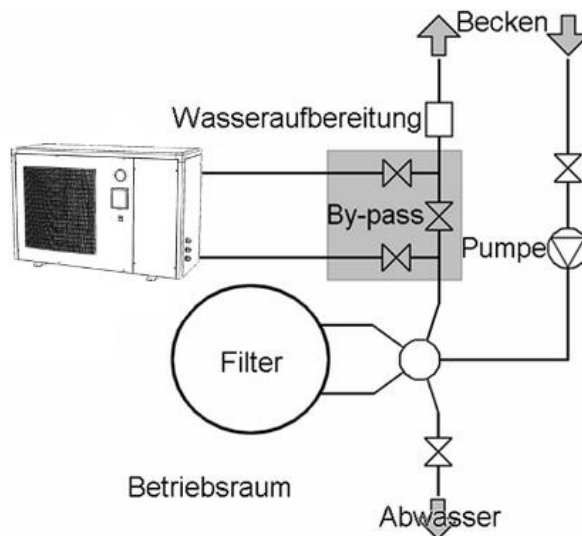 Becken
Wasseraufbereitung
By-pass
Pumpe
Filter
Betriebsraum
Abwasser